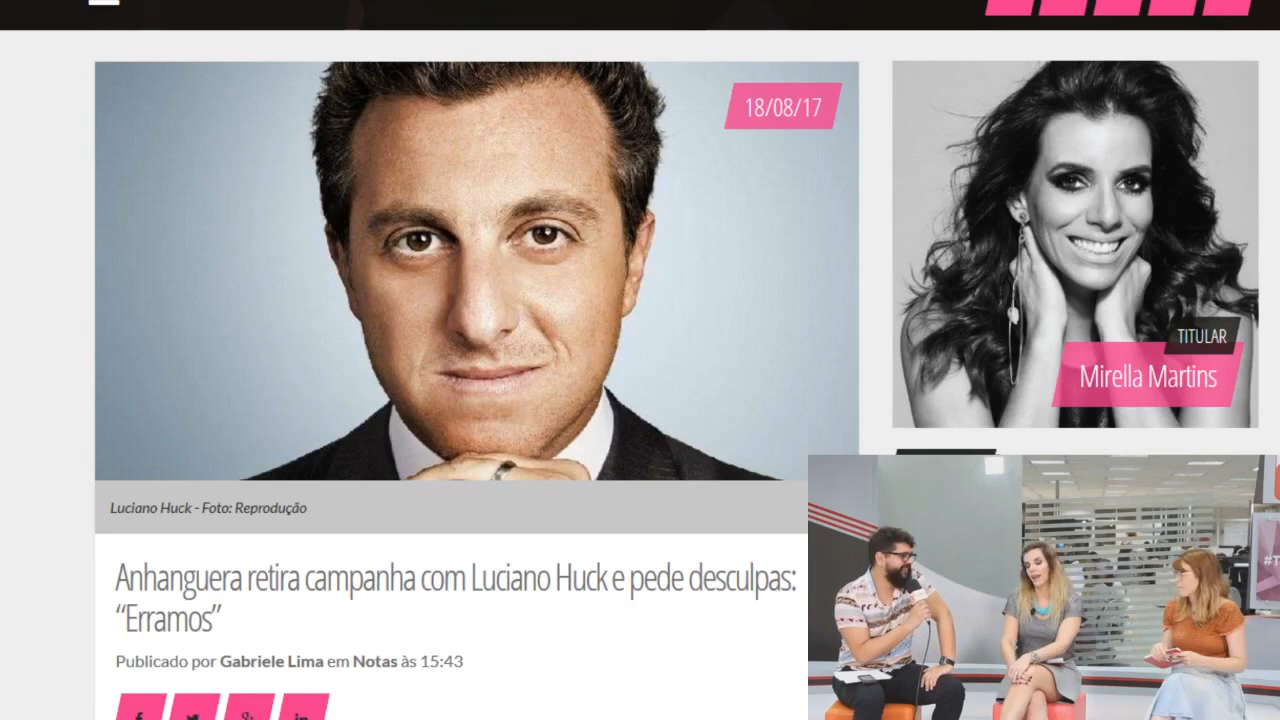 18/08/17
TITULAR
Mirella Martins
Luciano Huck - Foto: Reprodução
Anhanguera retira campanha com Luciano Huck e pede desculpas:
“Erramos”
Publicado por Gabriele Lima em Notas às 15:43